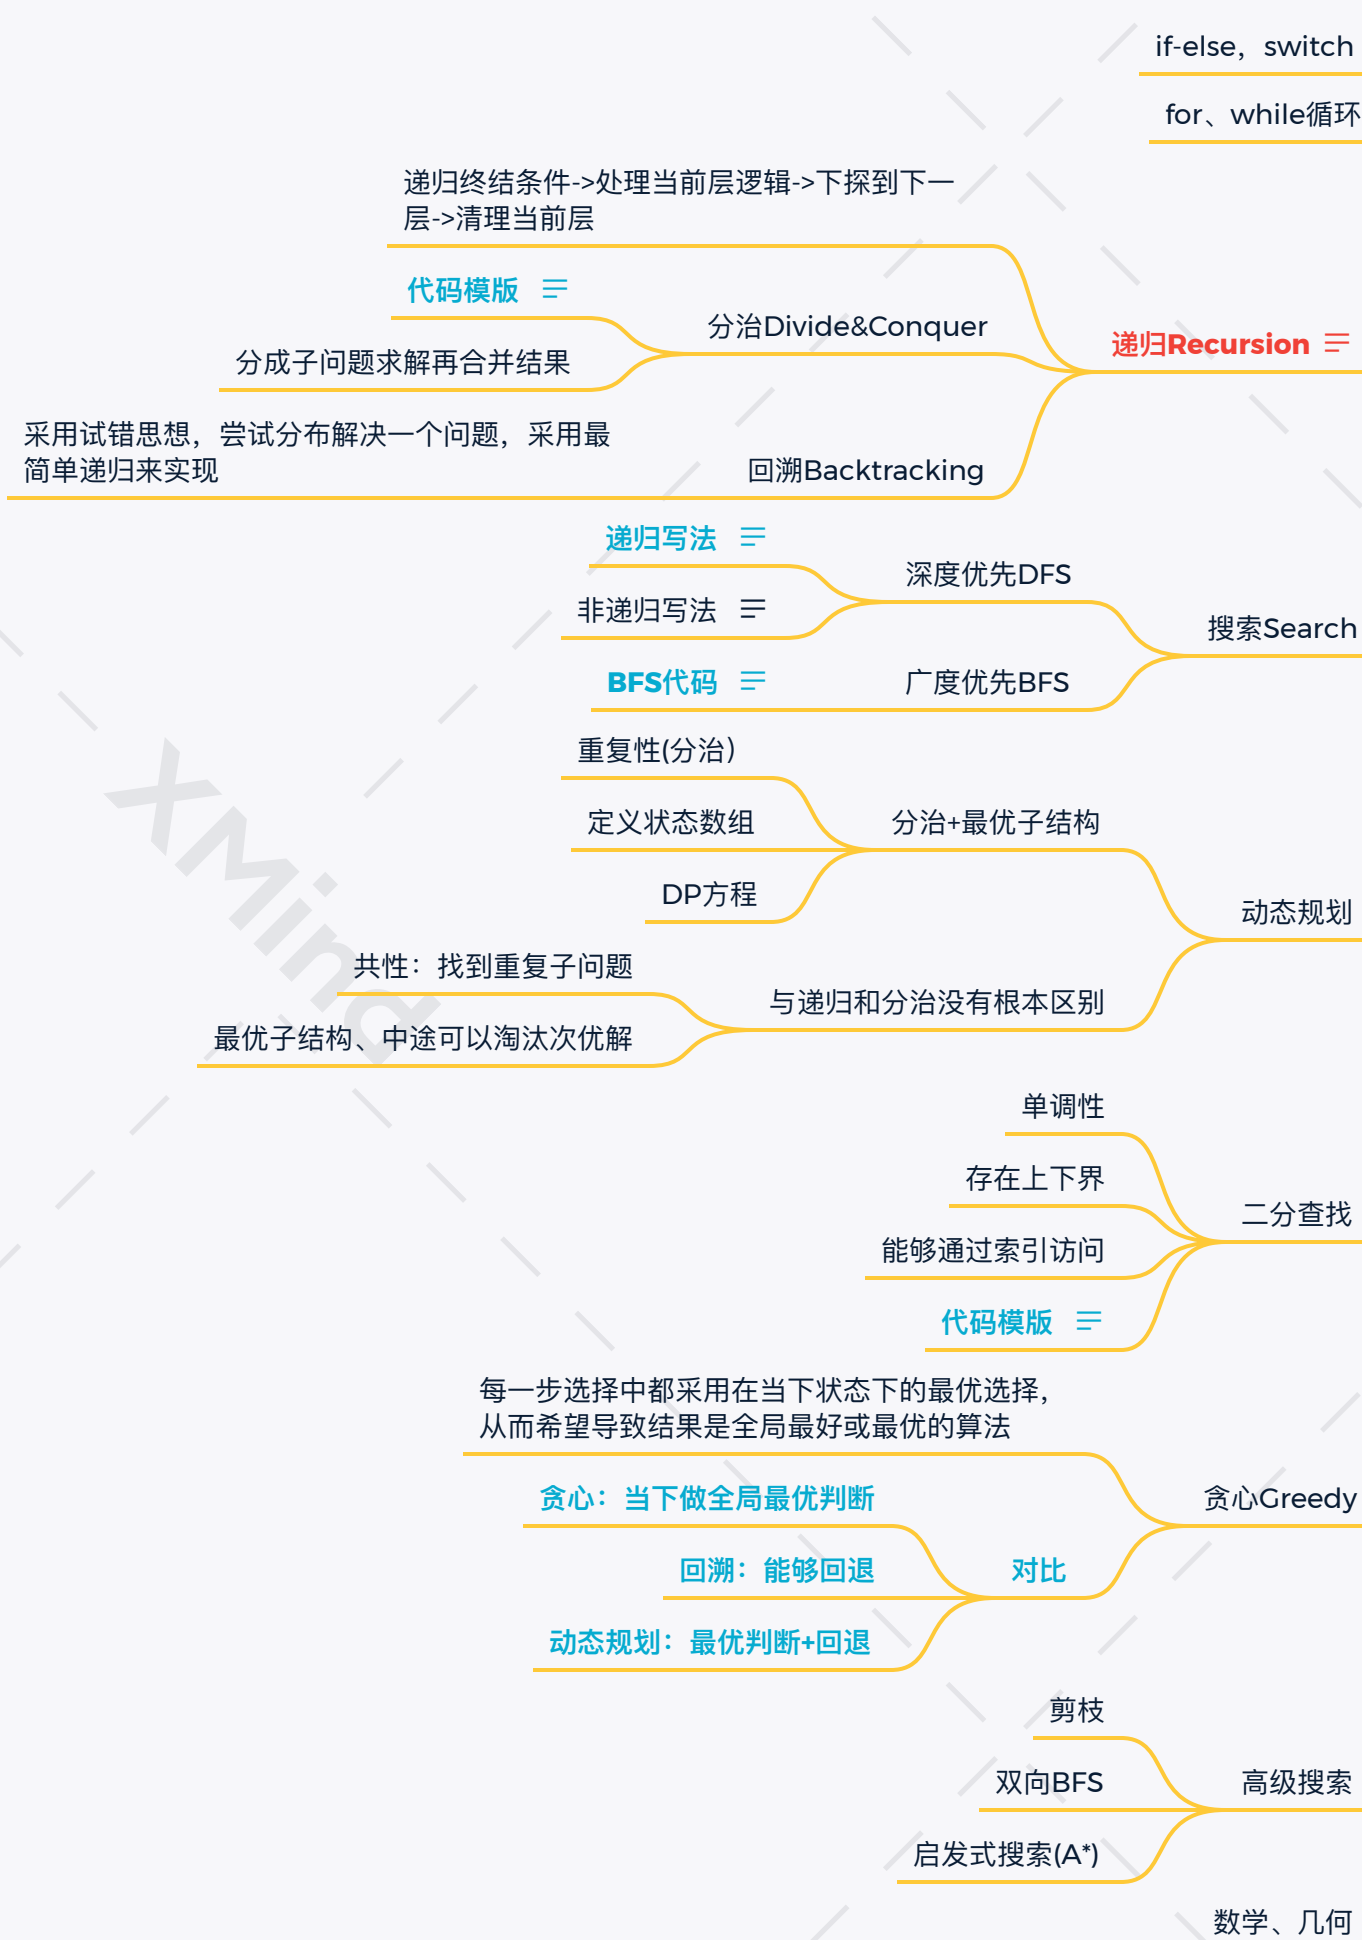 if-else，switch
for、while循环
递归终结条件->处理当前层逻辑->下探到下一
层->清理当前层
代码模版
分治Divide&Conquer
递归Recursion
分成子问题求解再合并结果
采用试错思想，尝试分布解决一个问题，采用最
简单递归来实现
回溯Backtracking
递归写法
深度优先DFS
非递归写法
搜索Search
BFS代码
广度优先BFS
重复性(分治）
定义状态数组
分治+最优子结构
DP方程
动态规划
共性：找到重复子问题
与递归和分治没有根本区别
最优子结构、中途可以淘汰次优解
单调性
存在上下界
二分查找
能够通过索引访问
代码模版
每一步选择中都采用在当下状态下的最优选择，
从而希望导致结果是全局最好或最优的算法
贪心：当下做全局最优判断
贪心Greedy
回溯：能够回退
对比
动态规划：最优判断+回退
剪枝
双向BFS
高级搜索
启发式搜索(A*)
数学、几何
XMind